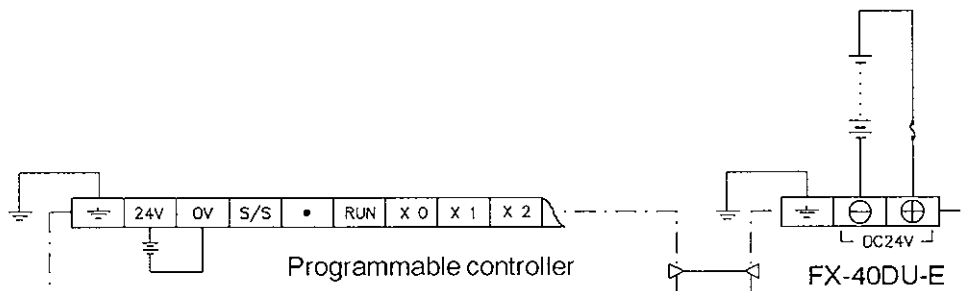 24V 0V S/S • RUN X 0 X 1 X 2
DC24V
Programmable controller
FX-40DU-E